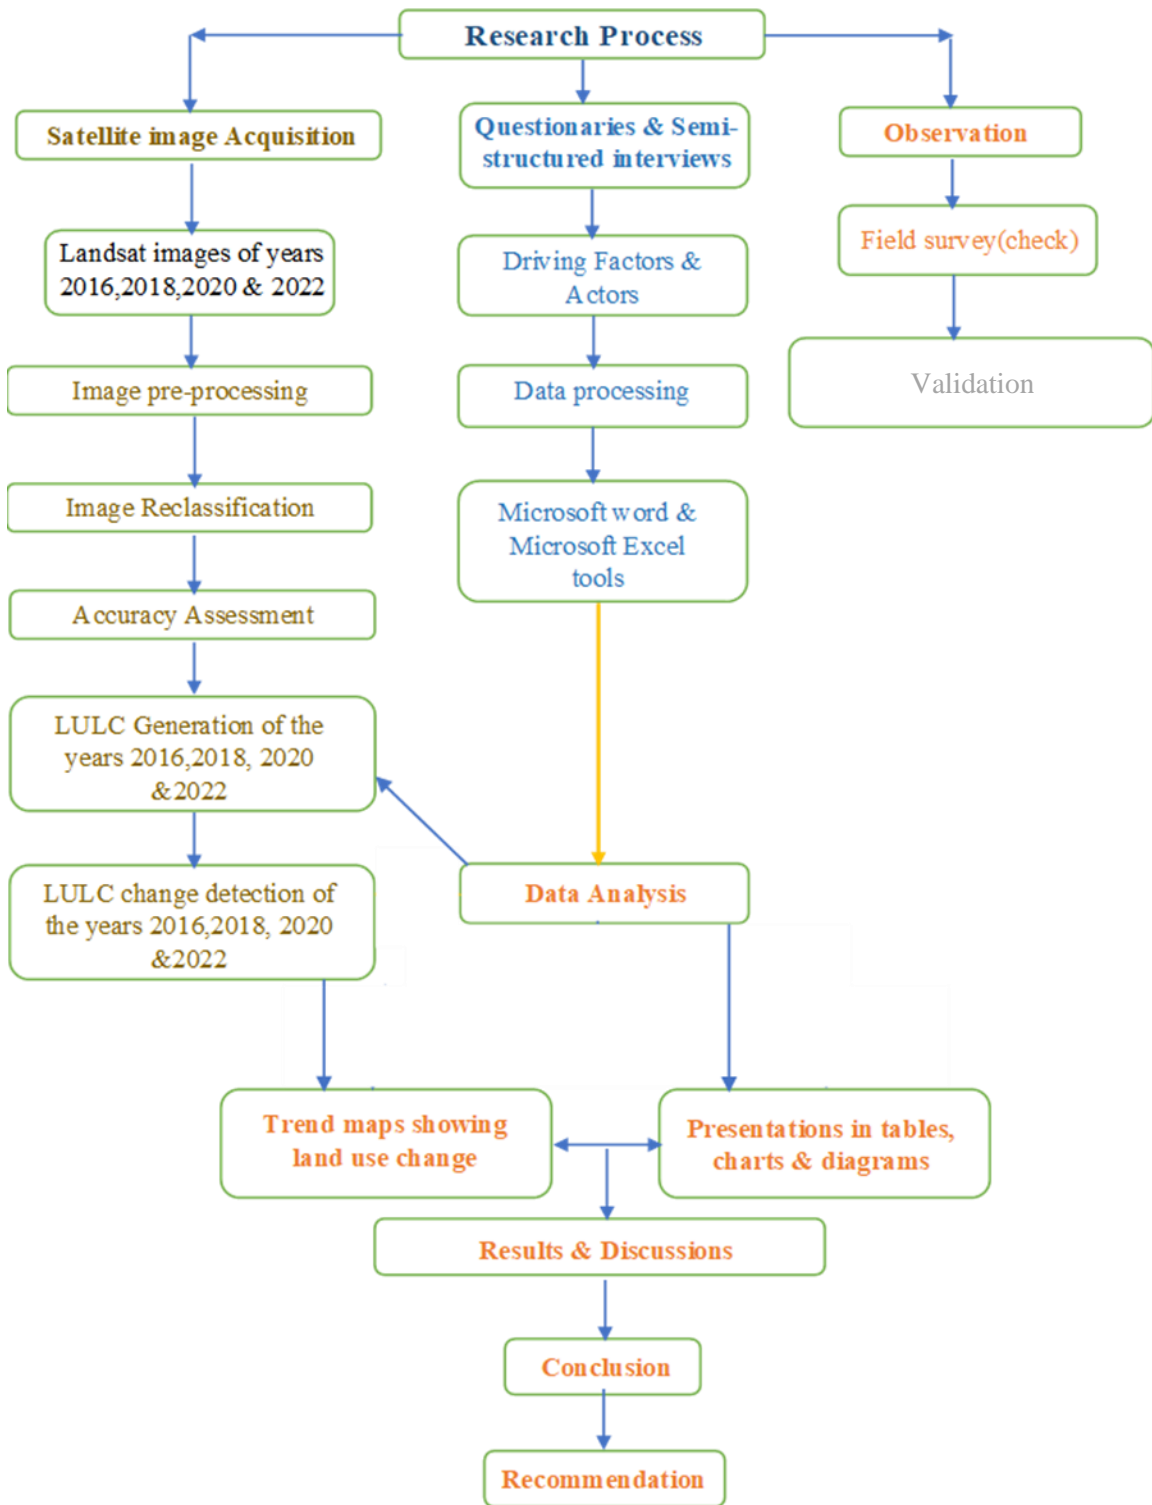 Research Process
Satellite image Acquisition
Landsat images of years
2016,2018,2020 & 2022
Image pre-processing
Image Reclassification
Accuracy Assessment
LULC Generation of the
years 2016,2018, 2020
&2022
LULC change detection of
the years 2016,2018, 2020
&2022
Questionaries & Semi-
structured interviews
Driving Factors &
Actors
Data processing
Microsoft word &
Microsoft Excel
tools
Data Analysis
Observation
Field survey(check)
Validation
Trend maps showing
land use change
Presentations in tables,
charts & diagrams
Results & Discussions
Conclusion
Recommendation